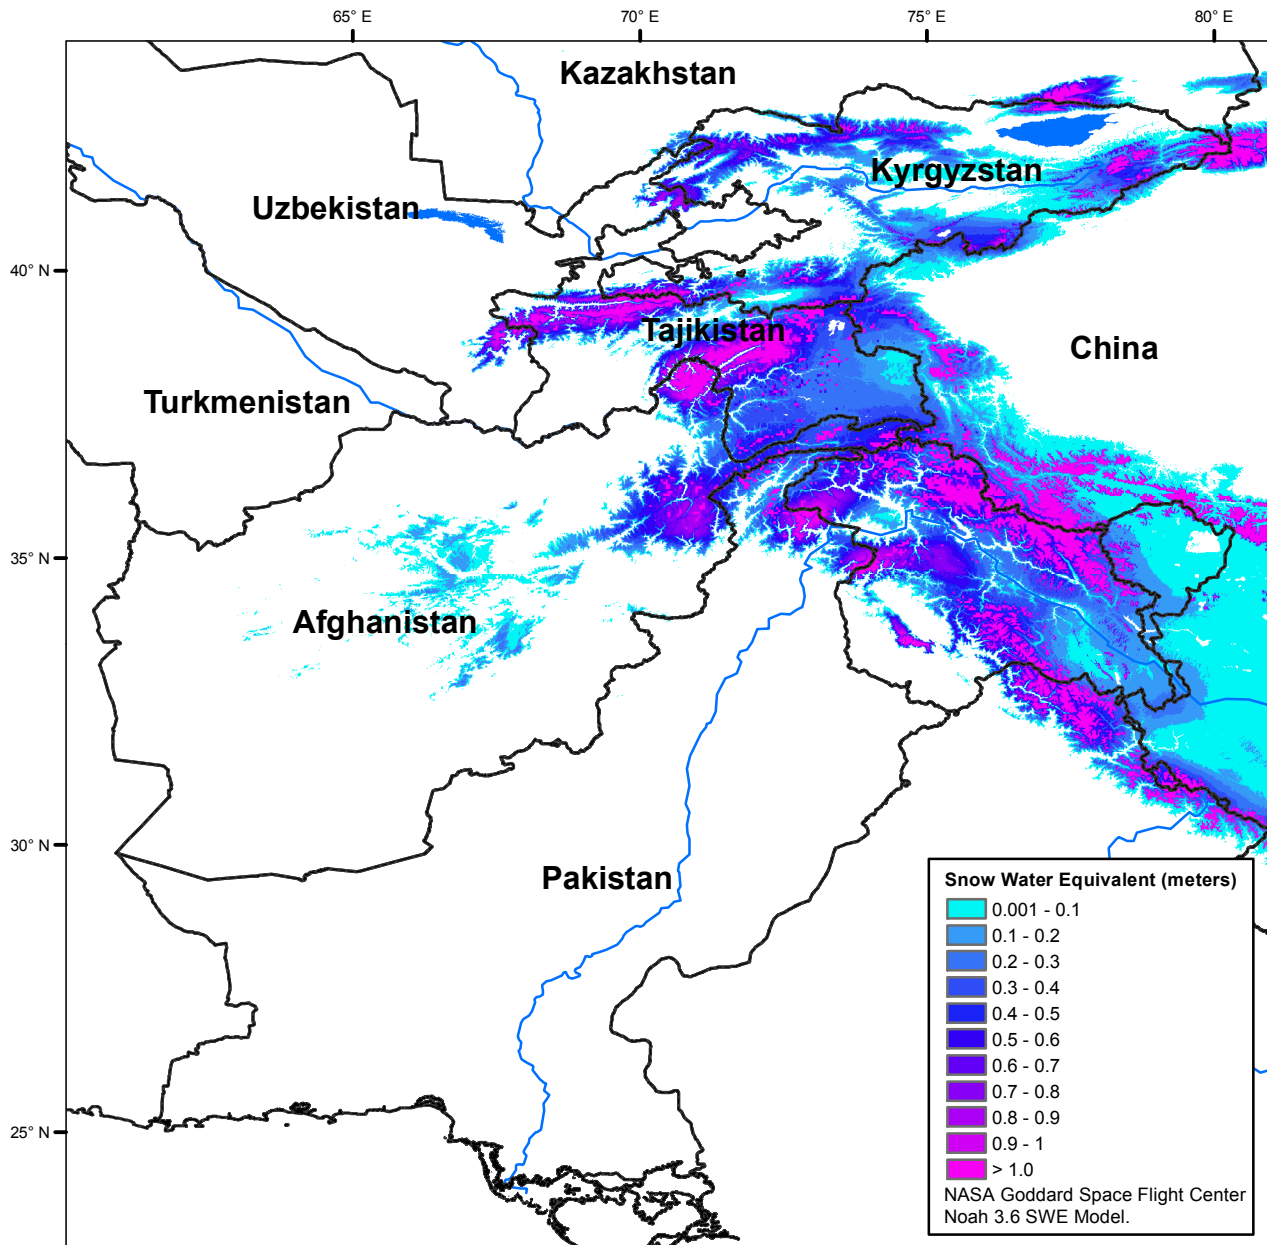 65° E
70° E
75° E
80° E
Kazakhstan
Kyrgyzstan
Uzbekistan
40° N
Tajikistan
China
Turkmenistan
35° N
Afghanistan
30° N
Pakistan
25° N
Snow Water Equivalent (meters)
0.001 - 0.1
0.1 - 0.2
0.2 - 0.3
0.3 - 0.4
0.4 - 0.5
0.5 - 0.6
0.6 - 0.7
0.7 - 0.8
0.8 - 0.9
0.9 - 1
> 1.0
NASA Goddard Space Flight Center
Noah 3.6 SWE Model.